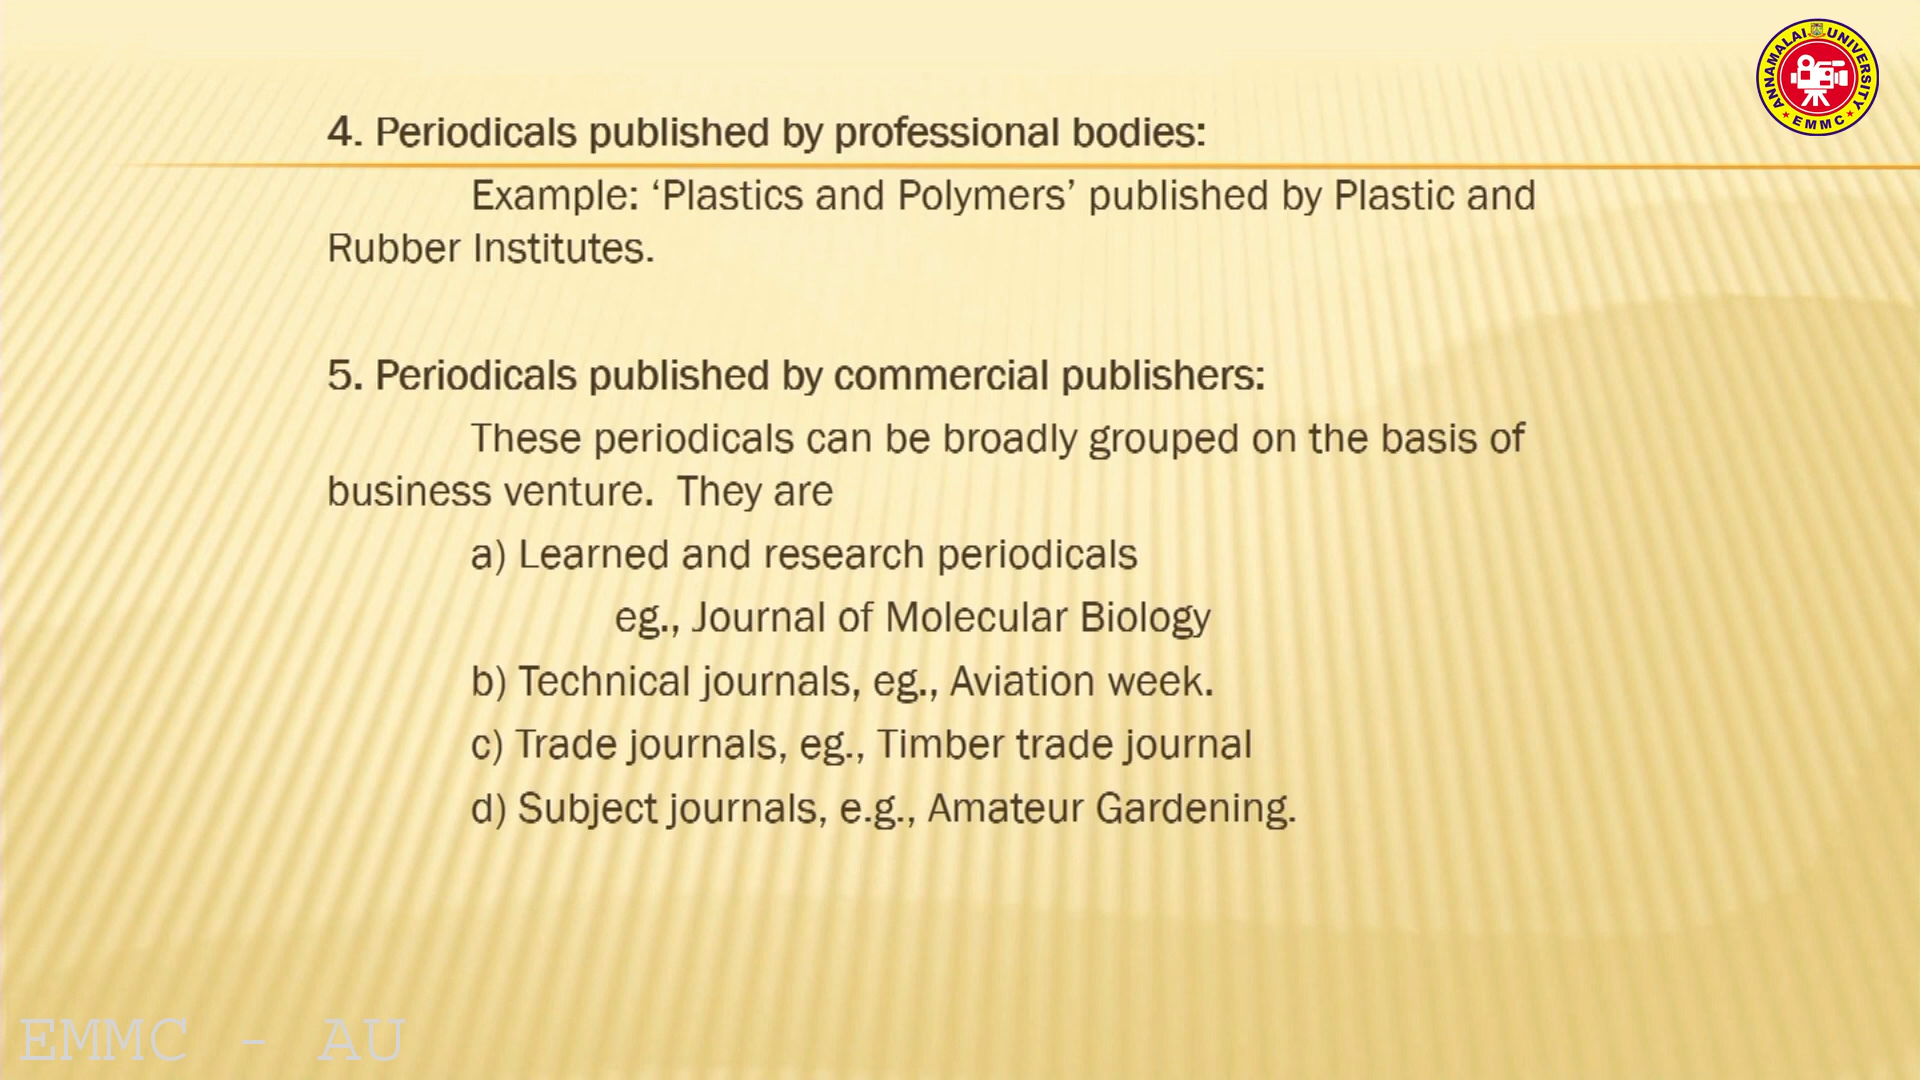 ANNAMALAI UNIVERSITY
EMMC
4. Periodicals published by professional bodies:
Example: ‘Plastics and Polymers’ published by Plastic and
Rubber Institutes.
5. Periodicals published by commercial publishers:
These periodicals can be broadly grouped on the basis of
business venture.  They are
a) Learned and research periodicals
eg., Journal of Molecular Biology
b) Technical journals, eg., Aviation week.
c) Trade journals, eg., Timber trade journal
d) Subject journals, e.g., Amateur Gardening.
EMMC - AU